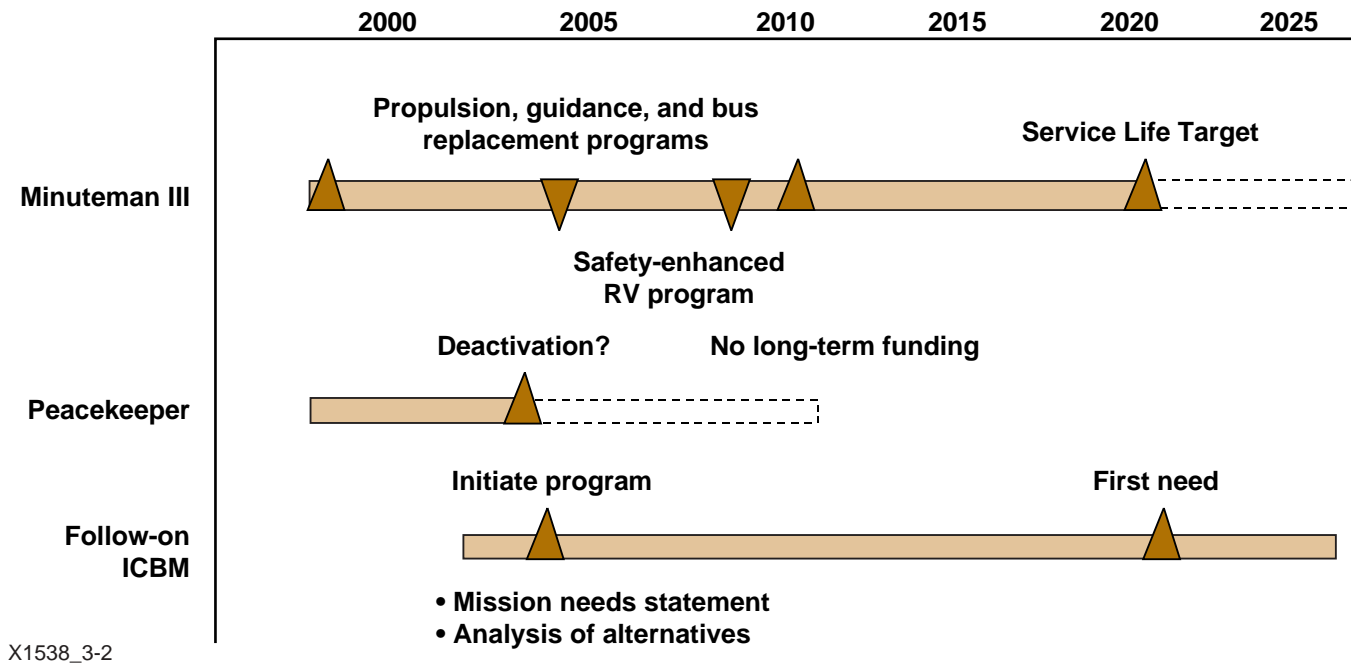 2000 2005 2010 2015 2020 2025
Propulsion, guidance, and bus
replacement programs
Service Life Target
Minuteman III
Safety-enhanced
RV program
Deactivation? No long-term funding
Peacekeeper
Initiate program First need
Follow-on
ICBM
• Mission needs statement
• Analysis of alternatives
X1538_3-2